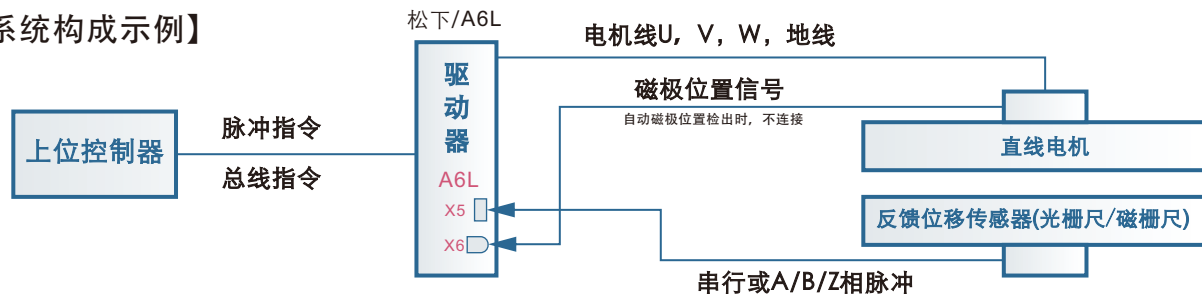 系统构成示例】
松下/A6L
电机线U，V，W，地线
磁极位置信号
自动磁极位置检出时，不连接
驱动器
脉冲指令
上位控制器
总线指令
直线电机
A6L
X5
X6
反馈位移传感器(光栅尺/磁栅尺)
串行或A/B/Z相脉冲